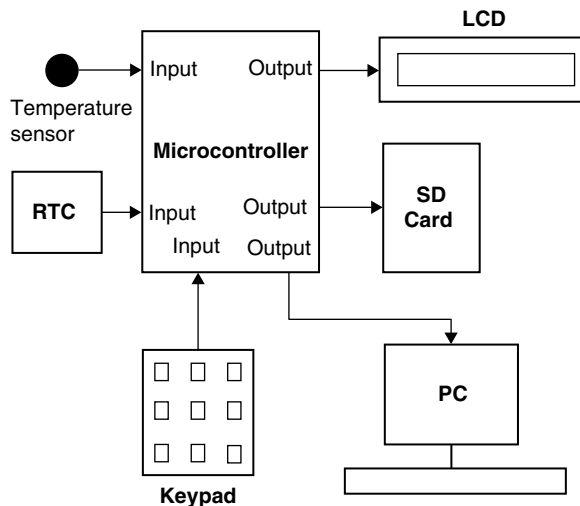 LCD
Input
Output
Temperature
sensor
Microcontroller
RTC
Input
Output
SD
Card
Input
Output
PC
Keypad